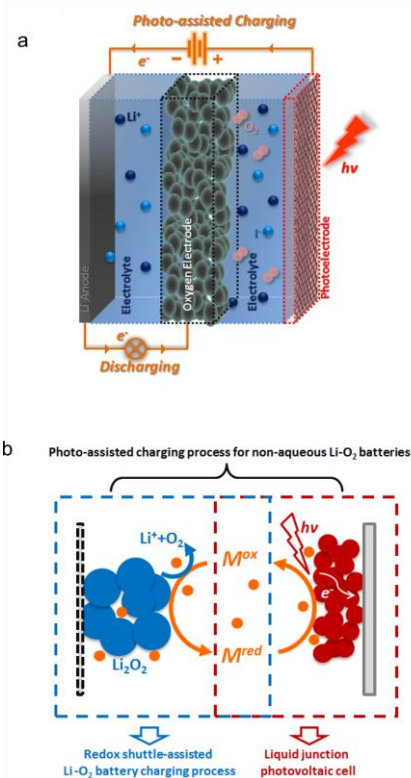 a
Photo-assisted Charging
e⁻
− +
Li⁺
O₂
hν
I⁻
Li Anode
Electrolyte
Oxygen Electrode
Electrolyte
Photoelectrode
e⁻
Discharging
b
Photo-assisted charging process for non-aqueous Li-O₂ batteries
Li⁺+O₂
hν
Mᵒˣ
e⁻
Mʳᵉᵈ
Li₂O₂
Redox shuttle-assisted
Li-O₂ battery charging process
Liquid junction
photovoltaic cell